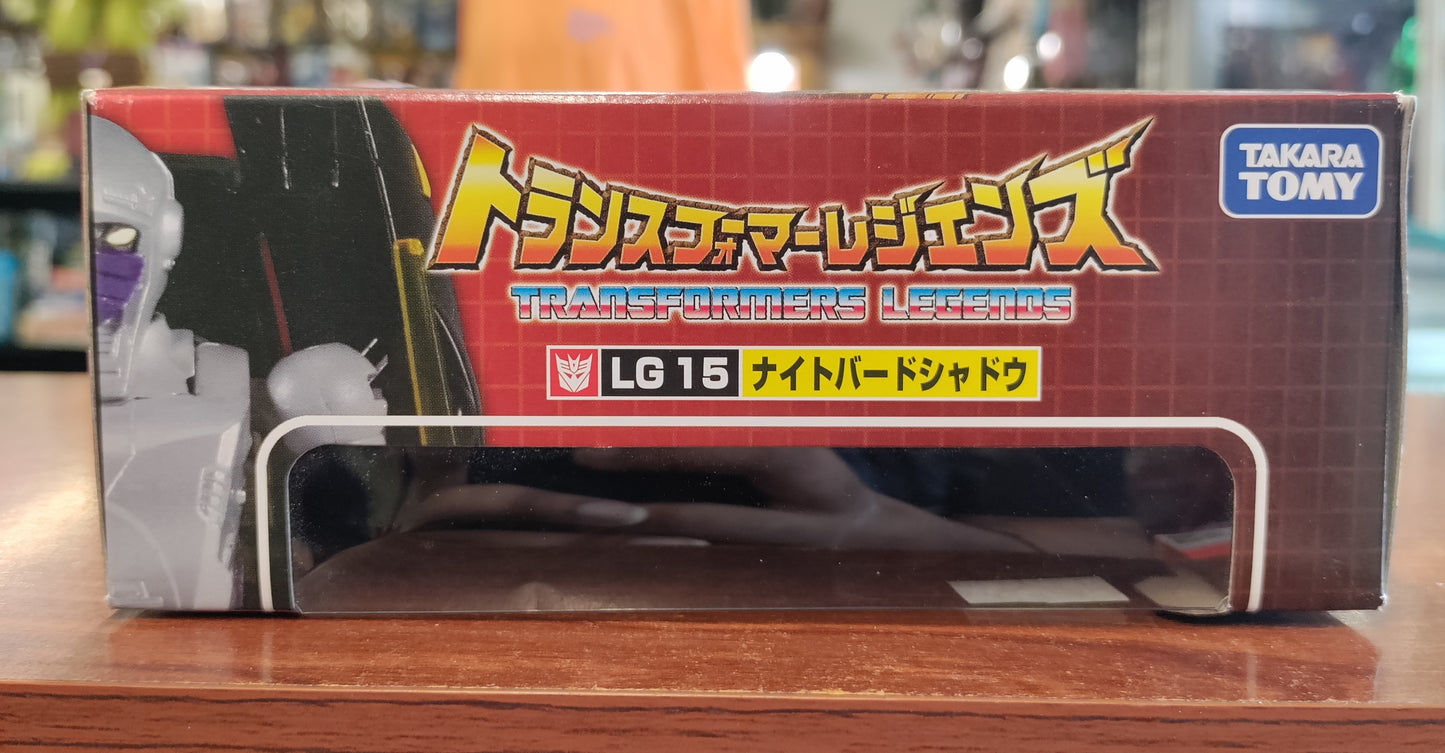 トランスフォーマーレジェンズ
TRANSFORMERS LEGENDS
LG 15 ナイトバードシャドウ
TAKARA
TOMY